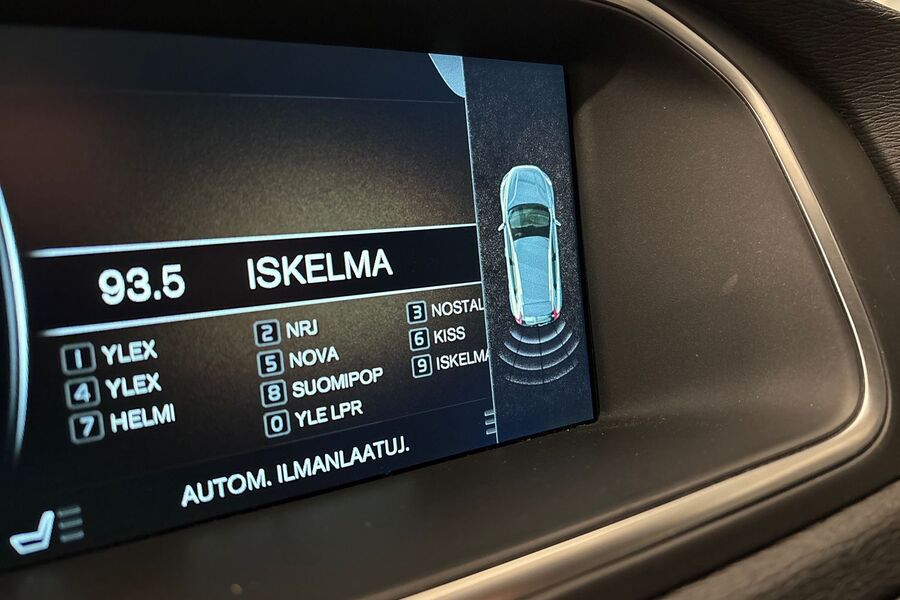 93.5 ISKELMA
1 YLEX 2 NRJ 3 NOSTAL
4 YLEX 5 NOVA 6 KISS
7 HELMI 8 SUOMIPOP 9 ISKELMA
0 YLE LPR
AUTOM. ILMANLAATUJ.